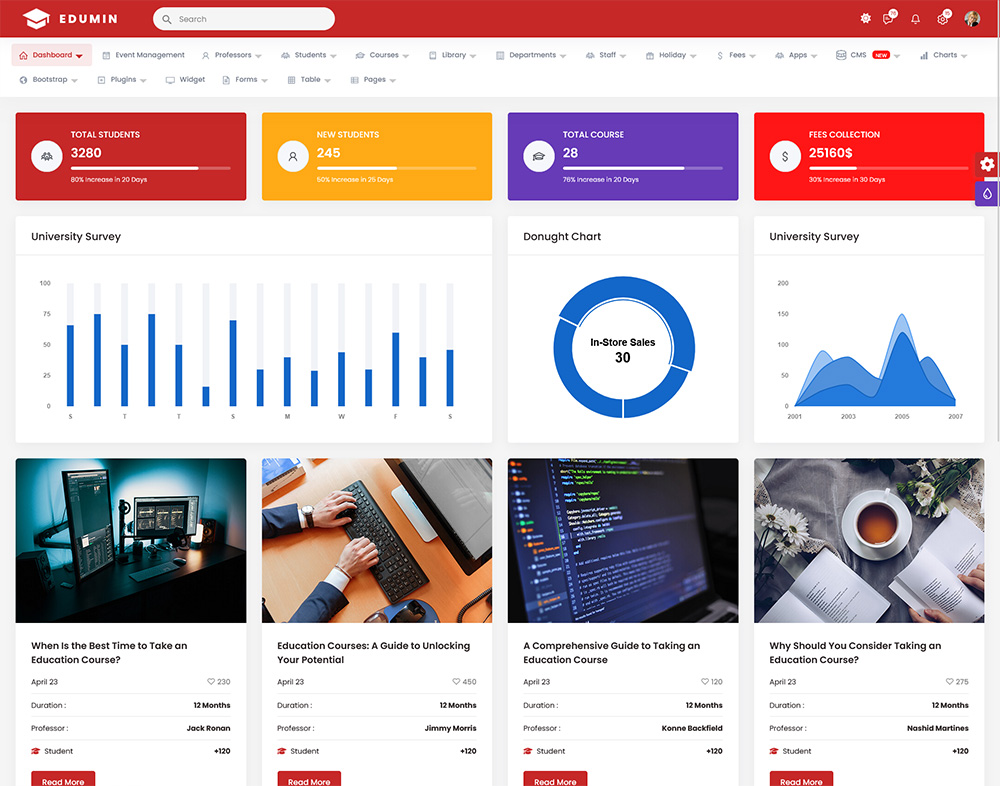 EDUMIN
Search
Dashboard Event Management Professors Students Courses Library Departments Staff Holiday Fees Apps CMS NEW Charts
Bootstrap Plugins Widget Forms Table Pages
TOTAL STUDENTS
3280
80% Increase in 20 Days
NEW STUDENTS
245
50% Increase in 25 Days
TOTAL COURSE
28
76% Increase in 20 Days
FEES COLLECTION
25160$
30% Increase in 30 Days
University Survey
100
75
50
25
0
S T T S M W F S
Donught Chart
In-Store Sales
30
University Survey
200
150
100
50
0
2001 2003 2005 2007
When Is the Best Time to Take an
Education Course?
April 23 230
Duration : 12 Months
Professor : Jack Ronan
Student +120
Read More
Education Courses: A Guide to Unlocking
Your Potential
April 23 450
Duration : 12 Months
Professor : Jimmy Morris
Student +120
Read More
A Comprehensive Guide to Taking an
Education Course
April 23 120
Duration : 12 Months
Professor : Konne Backfield
Student +120
Read More
Why Should You Consider Taking an
Education Course?
April 23 275
Duration : 12 Months
Professor : Nashid Martines
Student +120
Read More